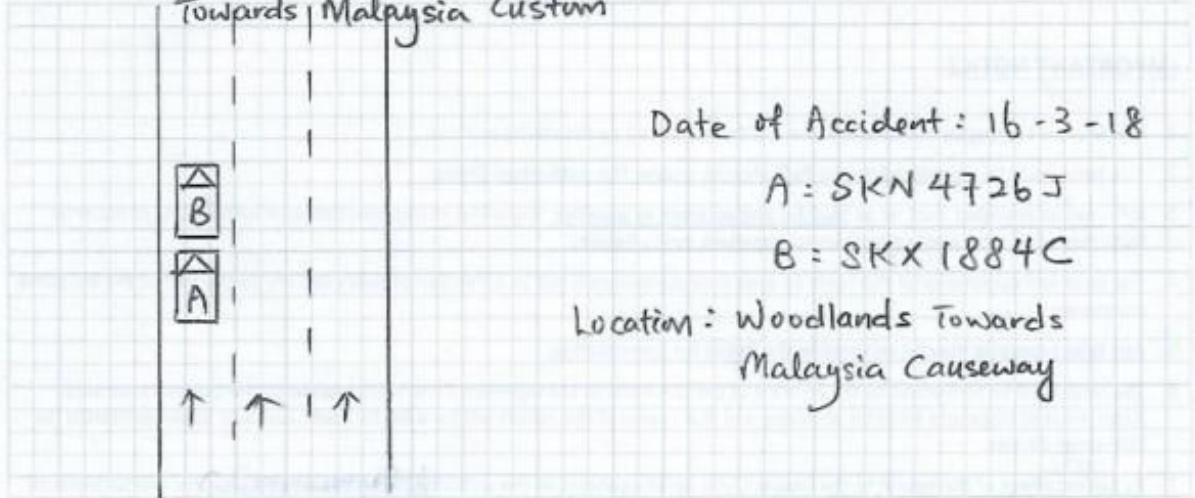 Towards Malaysia Custom
Date of Accident: 16-3-18
A: SKN 4726J
B: SKX 1884C
Location: Woodlands Towards
Malaysia Causeway
B
A